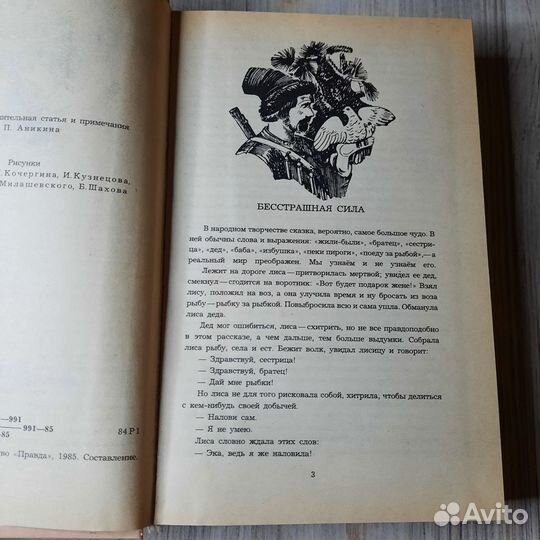 ительная статья и примечания
П. Аникина
Рисунки
Кочергина, И. Кузнецова,
Милашевского, Б. Шахова
—991
991—85
—85
84Р1
во «Правда», 1985. Составление.
БЕССТРАШНАЯ СИЛА
В народном творчестве сказка, вероятно, самое большое чудо. В
ней обычны слова и выражения: «жили-были», «братец», «сестри-
ца», «дед», «баба», «избушка», «пеки пироги», «поеду за рыбой»,— а
реальный мир преображен. Мы узнаём и не узнаём его.
Лежит на дороге лиса — притворилась мертвой; увидел ее дед,
смекнул — сгодится на воротник: «Вот будет подарок жене!» Взял
лису, положил на воз, а она улучила время и ну бросать из воза
рыбу — рыбку за рыбкой. Повыбросила всю и сама ушла. Обманула
лиса деда.
Дед мог ошибиться, лиса — схитрить, но не все правдоподобно
в этом рассказе, а чем дальше, тем больше выдумки. Собрала
лиса рыбу, села и ест. Бежит волк, увидал лисицу и говорит:
— Здравствуй, сестрица!
— Здравствуй, братец!
— Дай мне рыбки!
Но лиса не для того рисковала собой, хитрила, чтобы делиться
с кем-нибудь своей добычей.
— Налови сам.
— Я не умею.
Лиса словно ждала этих слов:
— Эка, ведь я же наловила!
3
Avito